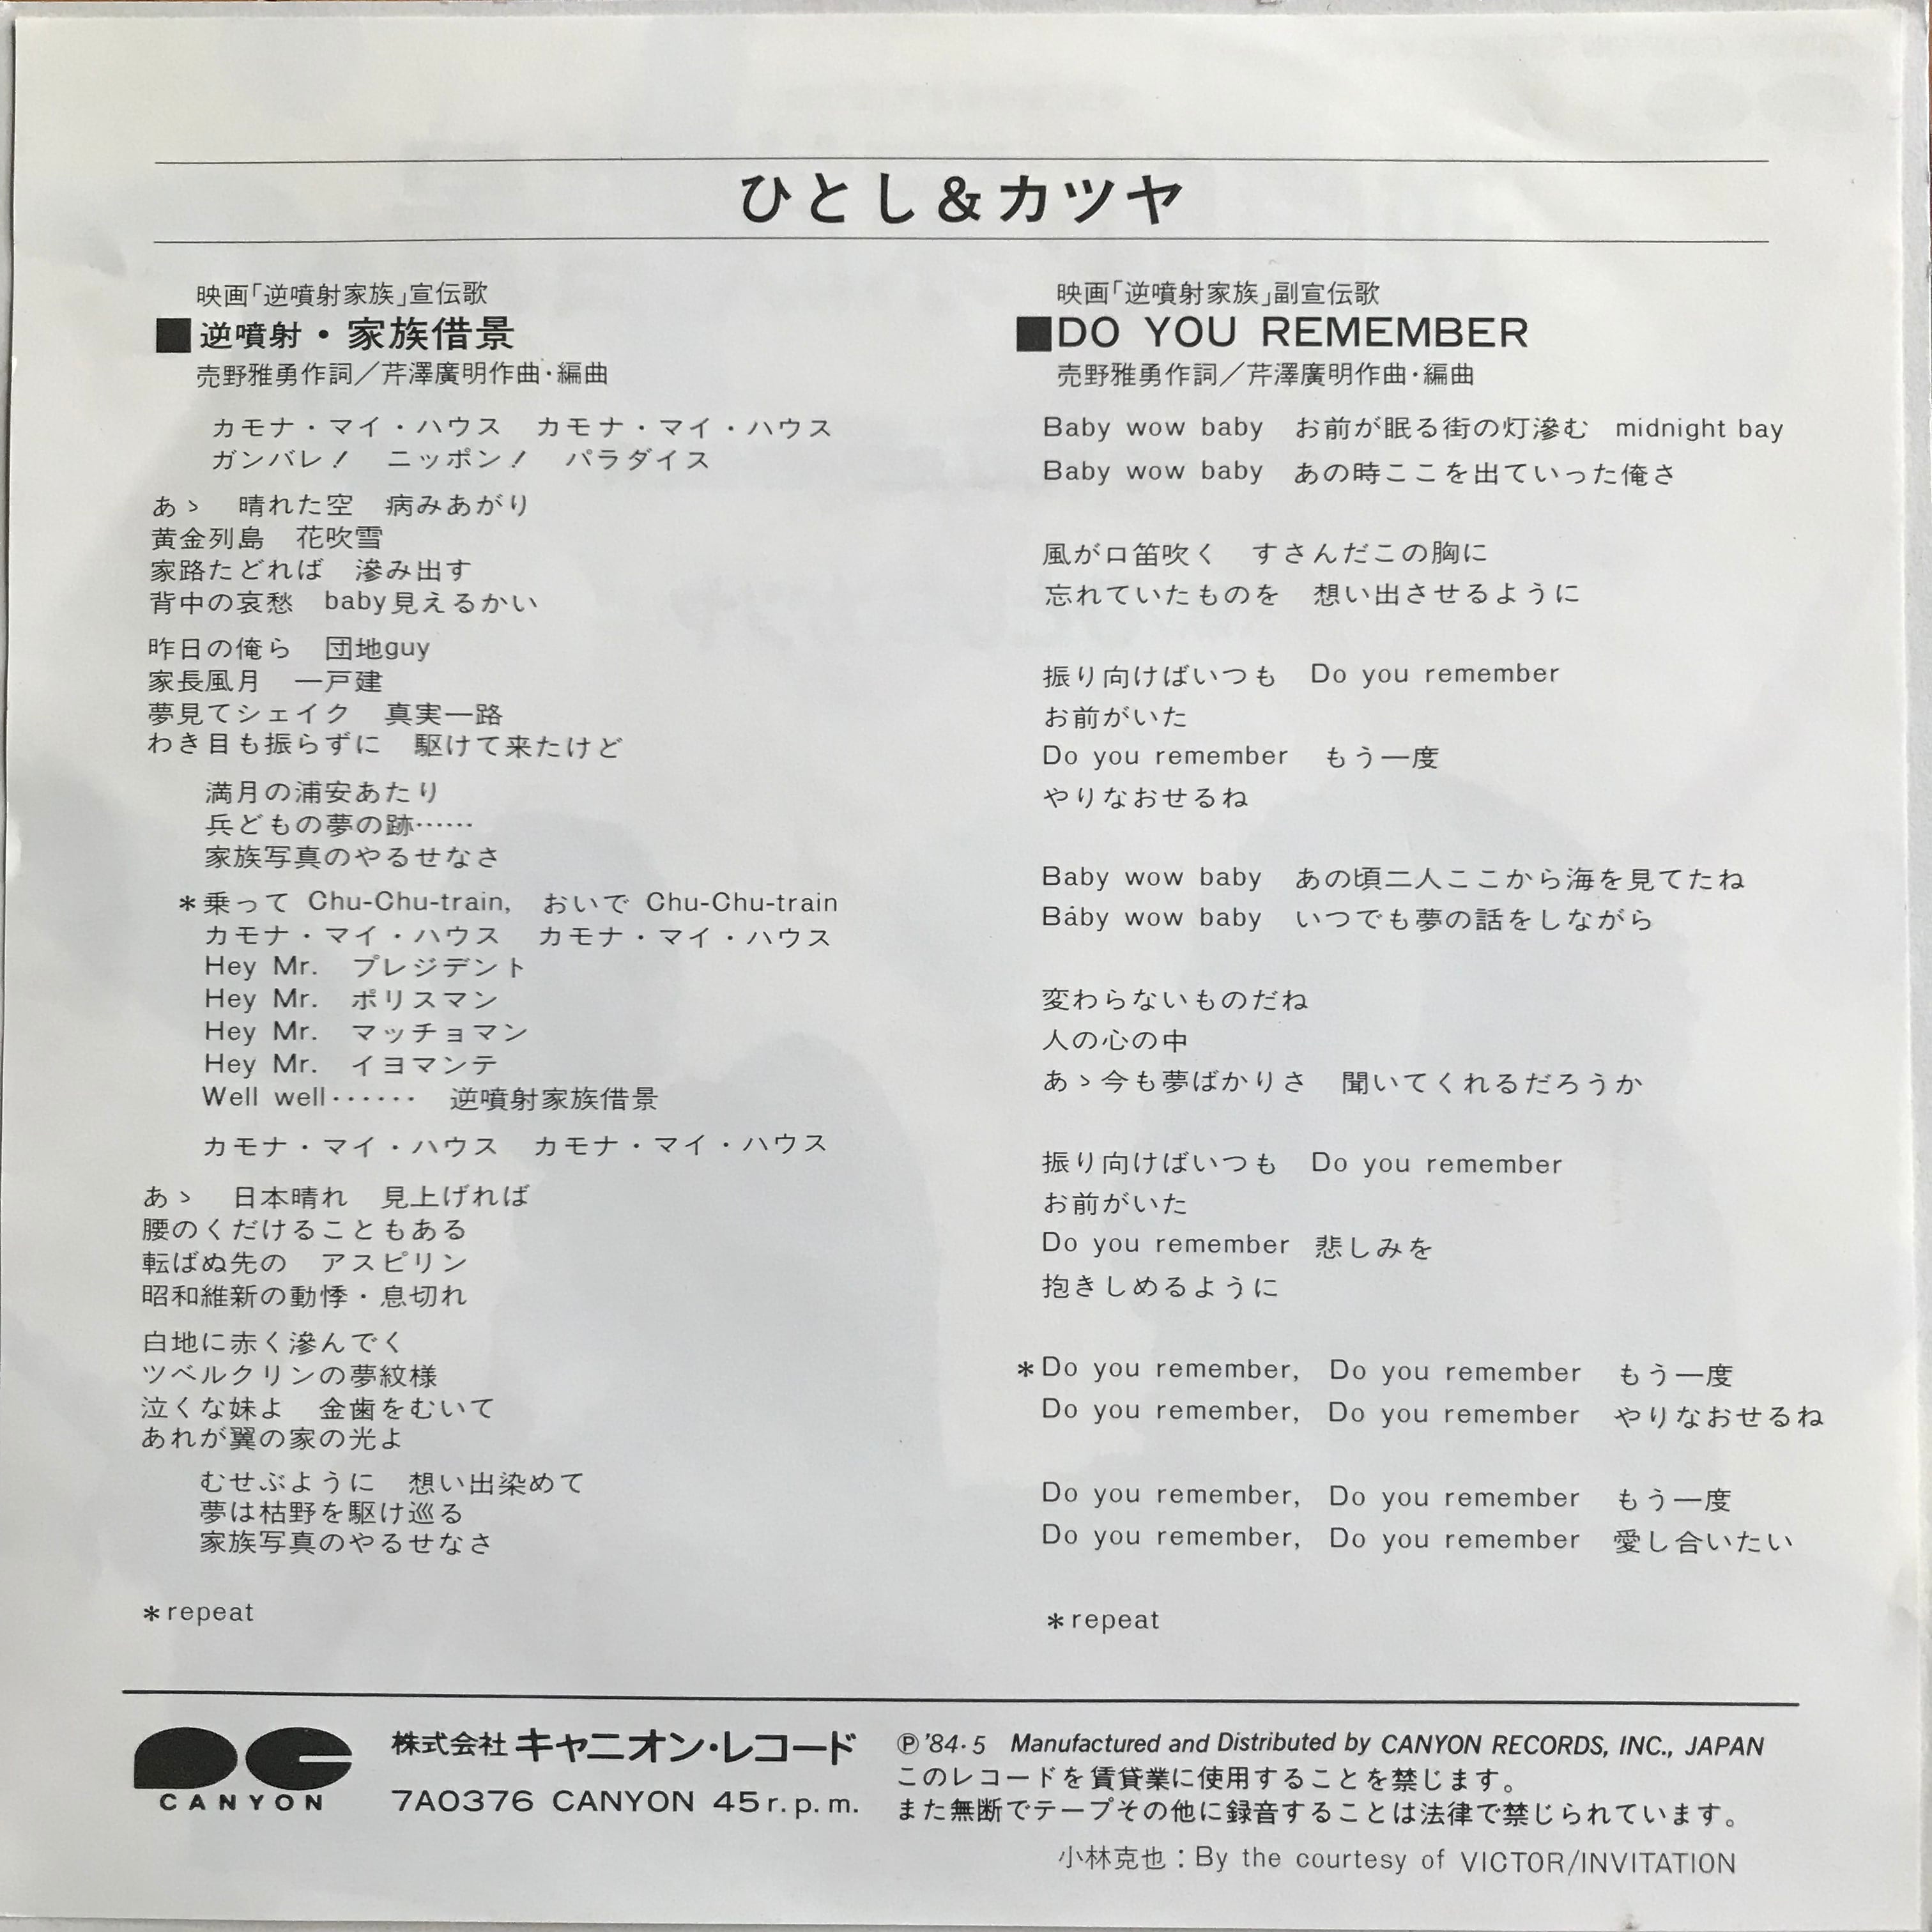 ひとし&カツヤ
映画「逆噴射家族」宣伝歌
■逆噴射・家族借景
売野雅勇作詞／芹澤廣明作曲・編曲
カモナ・マイ・ハウス　カモナ・マイ・ハウス
ガンバレ！　ニッポン！　パラダイス
あゝ　晴れた空　病みあがり
黄金列島　花吹雪
家路たどれば　滲み出す
背中の哀愁　baby見えるかい
昨日の俺ら　団地guy
家長風月　一戸建
夢見てシェイク　真実一路
わき目も振らずに　駆けて来たけど
満月の浦安あたり
兵どもの夢の跡……
家族写真のやるせなさ
＊乗って Chu-Chu-train,　おいで Chu-Chu-train
カモナ・マイ・ハウス　カモナ・マイ・ハウス
Hey Mr.　プレジデント
Hey Mr.　ポリスマン
Hey Mr.　マッチョマン
Hey Mr.　イヨマンテ
Well well……　逆噴射家族借景
カモナ・マイ・ハウス　カモナ・マイ・ハウス
あゝ　日本晴れ　見上げれば
腰のくだけることもある
転ばぬ先の　アスピリン
昭和維新の動悸・息切れ
白地に赤く滲んでく
ツベルクリンの夢紋様
泣くな妹よ　金歯をむいて
あれが翼の家の光よ
むせぶように　想い出染めて
夢は枯野を駆け巡る
家族写真のやるせなさ
＊repeat
映画「逆噴射家族」副宣伝歌
■DO YOU REMEMBER
売野雅勇作詞／芹澤廣明作曲・編曲
Baby wow baby　お前が眠る街の灯滲む　midnight bay
Baby wow baby　あの時ここを出ていった俺さ
風が口笛吹く　すさんだこの胸に
忘れていたものを　想い出させるように
振り向けばいつも　Do you remember
お前がいた
Do you remember　もう一度
やりなおせるね
Baby wow baby　あの頃二人ここから海を見てたね
Baby wow baby　いつでも夢の話をしながら
変わらないものだね
人の心の中
あゝ今も夢ばかりさ　聞いてくれるだろうか
振り向けばいつも　Do you remember
お前がいた
Do you remember　悲しみを
抱きしめるように
＊Do you remember,　Do you remember　もう一度
Do you remember,　Do you remember　やりなおせるね
Do you remember,　Do you remember　もう一度
Do you remember,　Do you remember　愛し合いたい
＊repeat
CANYON
株式会社 キャニオン・レコード
7A0376 CANYON 45r.p.m.
Ⓟ'84・5　Manufactured and Distributed by CANYON RECORDS, INC., JAPAN
このレコードを賃貸業に使用することを禁じます。
また無断でテープその他に録音することは法律で禁じられています。
小林克也：By the courtesy of VICTOR/INVITATION